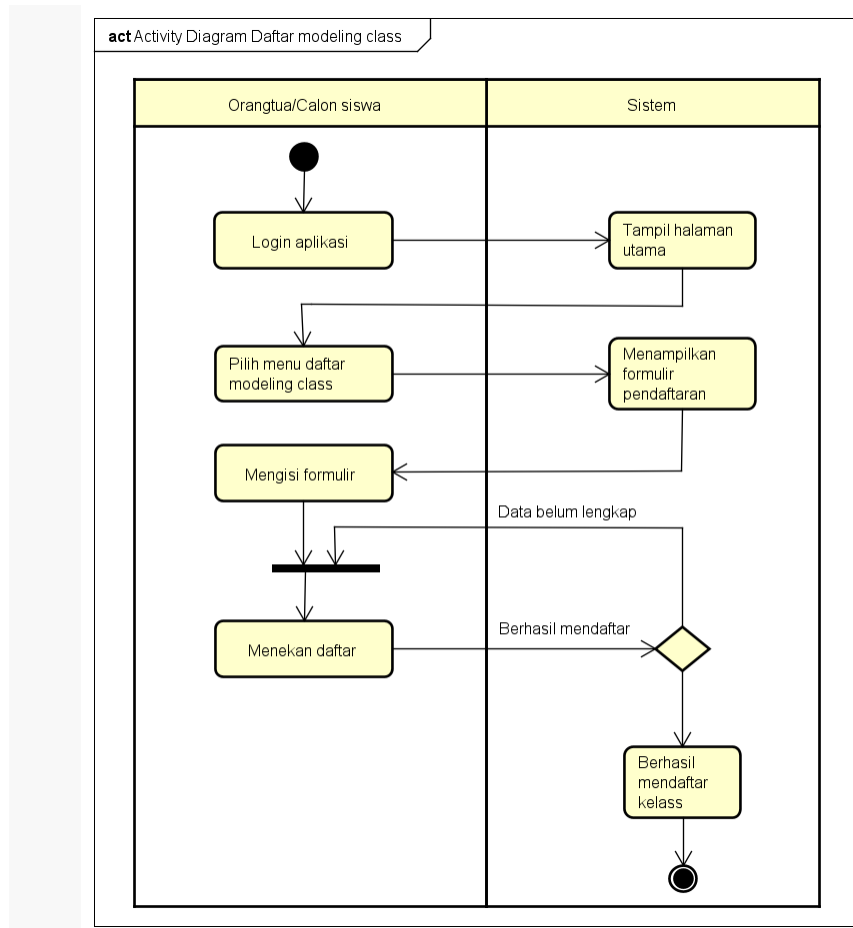 act Activity Diagram Daftar modeling class
Orangtua/Calon siswa
Sistem
Login aplikasi
Tampil halaman
utama
Pilih menu daftar
modeling class
Menampilkan
formulir
pendaftaran
Mengisi formulir
Data belum lengkap
Menekan daftar
Berhasil mendaftar
Berhasil
mendaftar
kelass